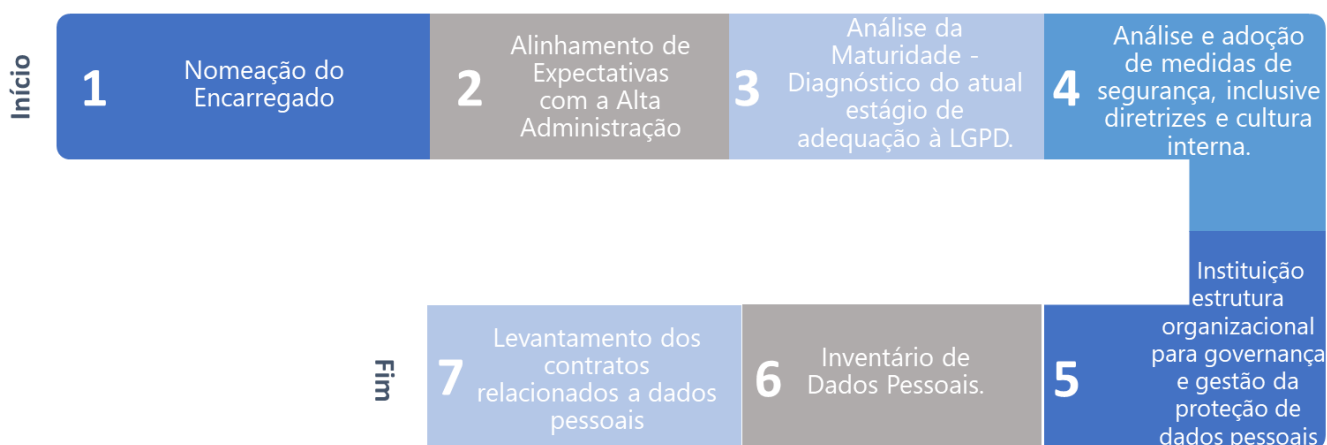 Início
1
Nomeação do
Encarregado
2
Alinhamento de
Expectativas
com a Alta
Administração
3
Análise da
Maturidade -
Diagnóstico do atual
estágio de
adequação à LGPD.
4
Análise e adoção
de medidas de
segurança, inclusive
diretrizes e cultura
interna.
5
Instituição
estrutura
organizacional
para governança
e gestão da
proteção de
dados pessoais
6
Inventário de
Dados Pessoais.
7
Levantamento dos
contratos
relacionados a dados
pessoais
Fim